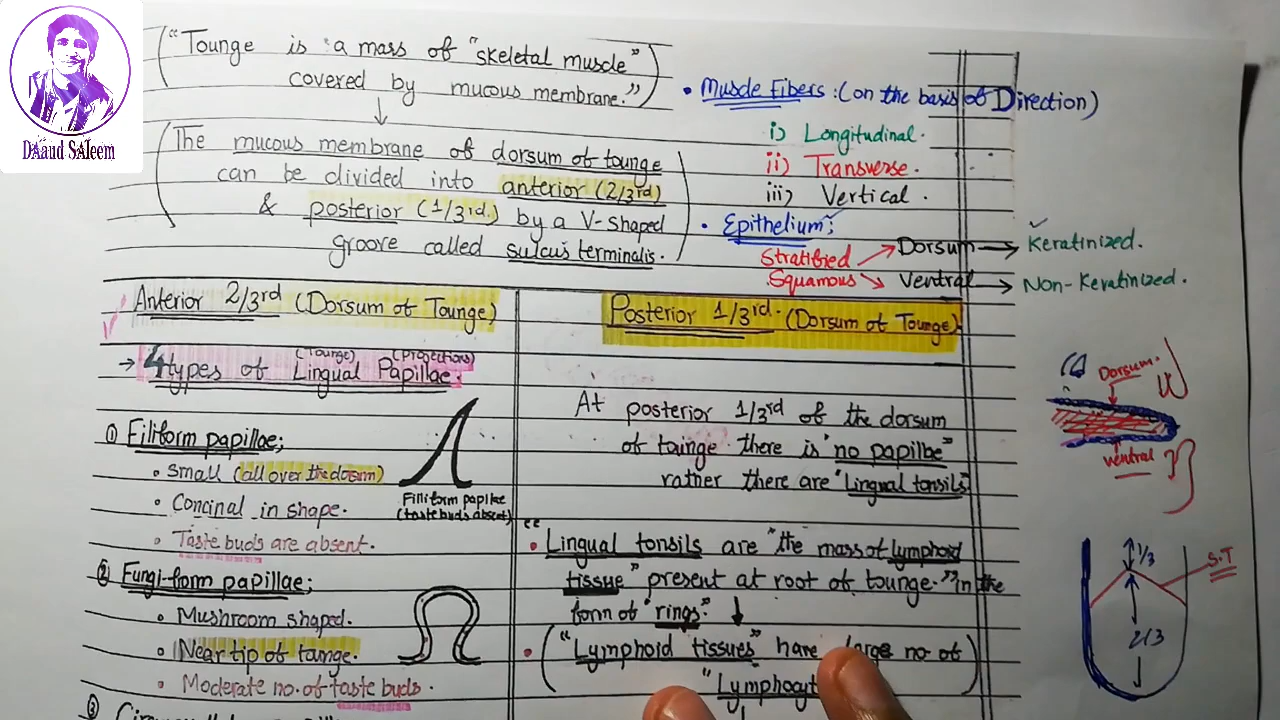 ("Tounge is a mass of "skeletal muscle"
covered by mucous membrane.")
(The mucous membrane of dorsum of tounge
can be divided into anterior (2/3rd)
& posterior (1/3rd.) by a V-shaped
groove called sulcus terminalis.)
• Muscle Fibers: (on the basis of Direction)
i) Longitudinal.
ii) Transverse.
iii) Vertical.
• Epithelium:
Stratified → Dorsum → Keratinized.
Squamous → Ventral → Non-Keratinized.
Anterior 2/3rd (Dorsum of Tounge)
(Tounge) (Projections)
→ 4 types of Lingual Papillae.
① Filiform papillae;
• Small (all over the dosum)
• Concinal in shape.
• Taste buds are absent.
Filliform papilae
(taste buds absent)
② Fungi-form papillae;
• Mushroom shaped.
• Near tip of tounge.
• Moderate no. of taste buds.
③
Posterior 1/3rd. (Dorsum of Tounge)
At posterior 1/3rd of the dorsum
of tounge there is "no papillae"
rather there are "Lingual tonsils"
"• Lingual tonsils are "the mass of lymphoid
tissue" present at root of tounge." in the
form of "rings."
• ("Lymphoid tissues" have large no of)
"Lymphocyt
Dorsum.
ventral
1/3
S.T
2/3
DAaud SAleem